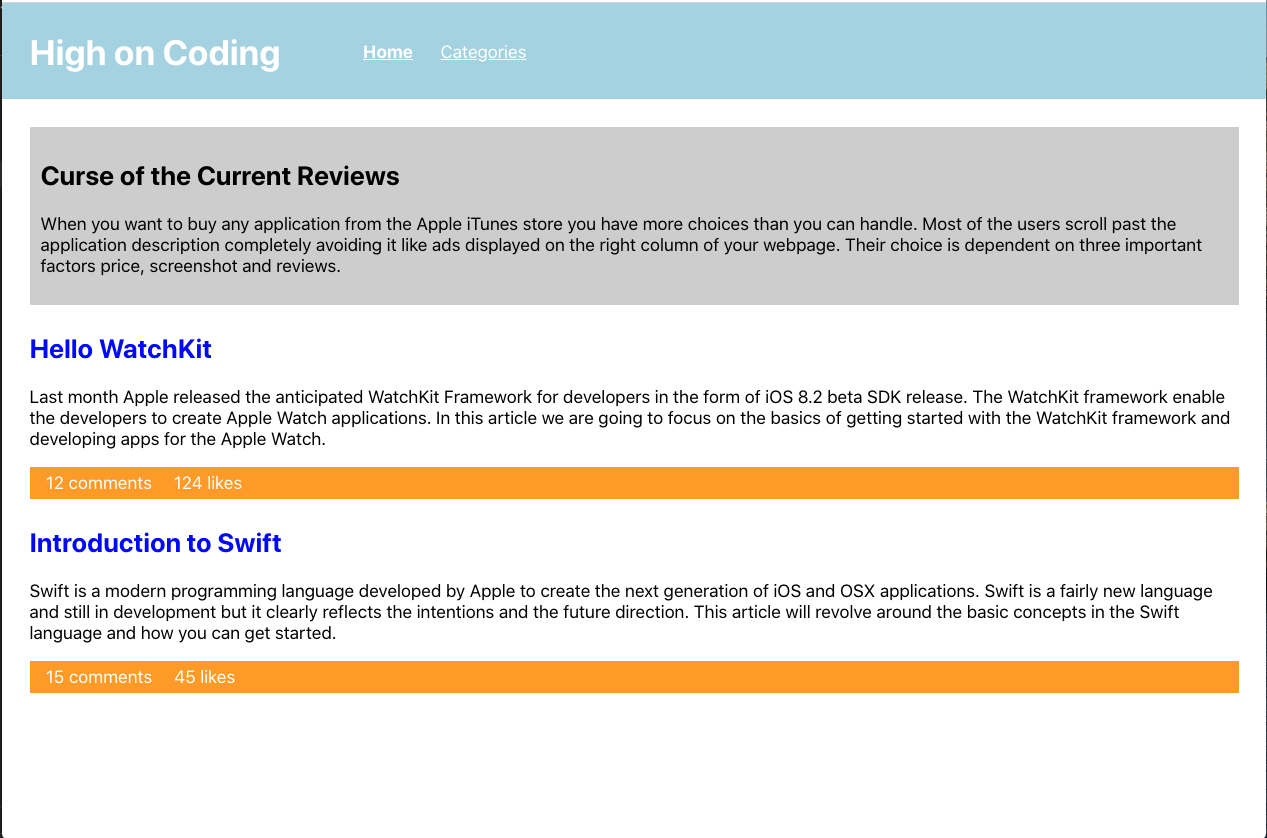 High on Coding Home Categories
Curse of the Current Reviews
When you want to buy any application from the Apple iTunes store you have more choices than you can handle. Most of the users scroll past the
application description completely avoiding it like ads displayed on the right column of your webpage. Their choice is dependent on three important
factors price, screenshot and reviews.
Hello WatchKit
Last month Apple released the anticipated WatchKit Framework for developers in the form of iOS 8.2 beta SDK release. The WatchKit framework enable
the developers to create Apple Watch applications. In this article we are going to focus on the basics of getting started with the WatchKit framework and
developing apps for the Apple Watch.
12 comments 124 likes
Introduction to Swift
Swift is a modern programming language developed by Apple to create the next generation of iOS and OSX applications. Swift is a fairly new language
and still in development but it clearly reflects the intentions and the future direction. This article will revolve around the basic concepts in the Swift
language and how you can get started.
15 comments 45 likes